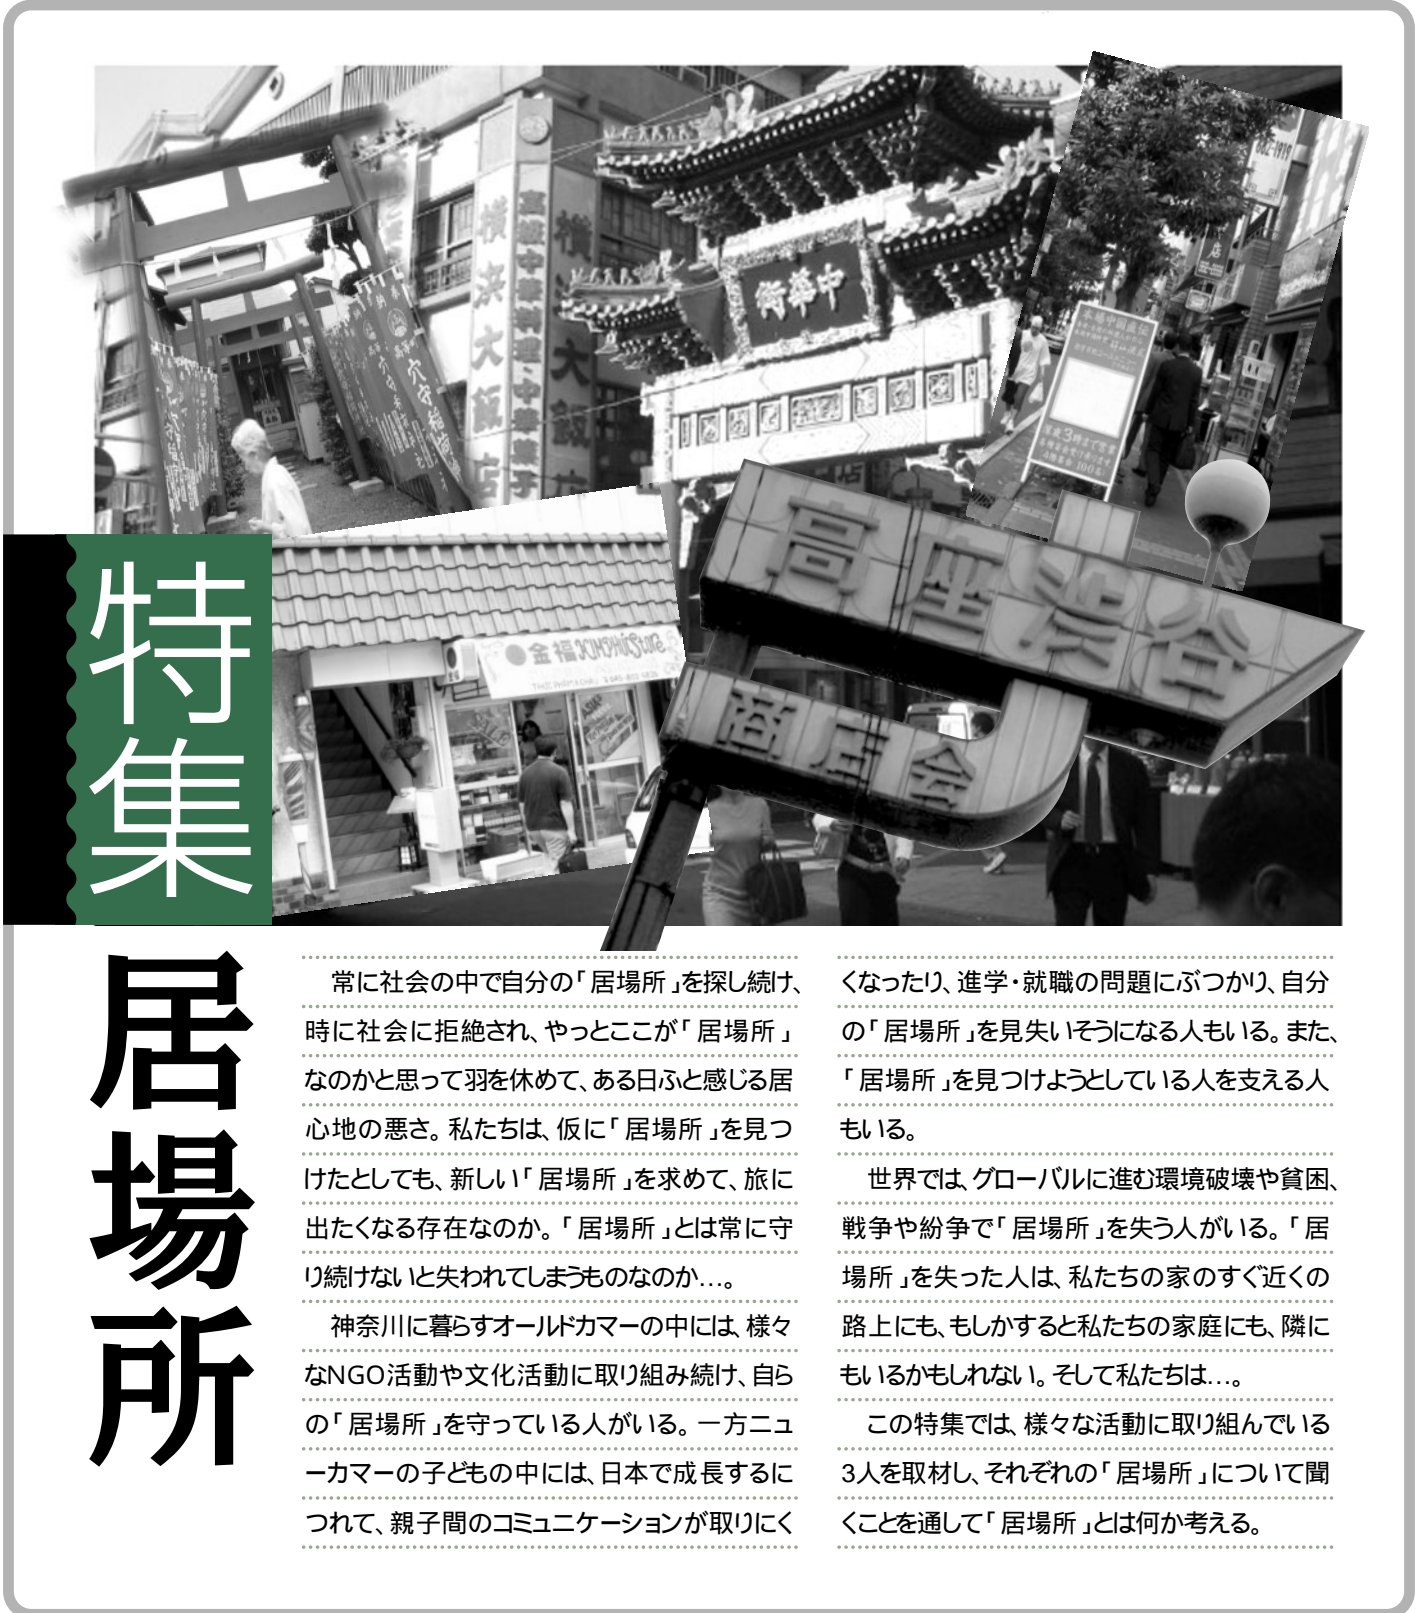 横浜大飯店
中華街
金福 KIM PHUC Store
高座渋谷
商店会
特集
居場所
常に社会の中で自分の「居場所」を探し続け、
時に社会に拒絶され、やっとここが「居場所」
なのかと思って羽を休めて、ある日ふと感じる居
心地の悪さ。私たちは、仮に「居場所」を見つ
けたとしても、新しい「居場所」を求めて、旅に
出たくなる存在なのか。「居場所」とは常に守
り続けないと失われてしまうものなのか…。
神奈川に暮らすオールドカマーの中には、様々
なNGO活動や文化活動に取り組み続け、自ら
の「居場所」を守っている人がいる。一方ニュ
ーカマーの子どもの中には、日本で成長するに
つれて、親子間のコミュニケーションが取りにく
くなったり、進学・就職の問題にぶつかり、自分
の「居場所」を見失いそうになる人もいる。また、
「居場所」を見つけようとしている人を支える人
もいる。
世界では、グローバルに進む環境破壊や貧困、
戦争や紛争で「居場所」を失う人がいる。「居
場所」を失った人は、私たちの家のすぐ近くの
路上にも、もしかすると私たちの家庭にも、隣に
もいるかもしれない。そして私たちは…。
この特集では、様々な活動に取り組んでいる
3人を取材し、それぞれの「居場所」について聞
くことを通して「居場所」とは何か考える。